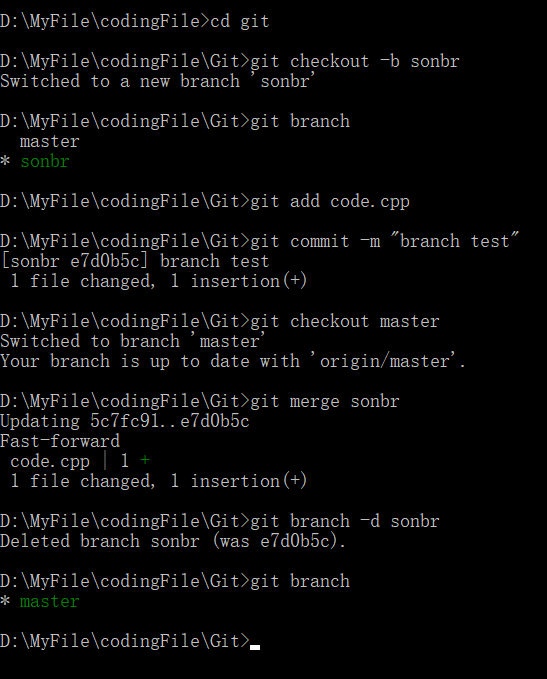 D:\MyFile\codingFile>cd git
D:\MyFile\codingFile\Git>git checkout -b sonbr
Switched to a new branch 'sonbr'
D:\MyFile\codingFile\Git>git branch
  master
* sonbr
D:\MyFile\codingFile\Git>git add code.cpp
D:\MyFile\codingFile\Git>git commit -m "branch test"
[sonbr e7d0b5c] branch test
 1 file changed, 1 insertion(+)
D:\MyFile\codingFile\Git>git checkout master
Switched to branch 'master'
Your branch is up to date with 'origin/master'.
D:\MyFile\codingFile\Git>git merge sonbr
Updating 5c7fc91..e7d0b5c
Fast-forward
 code.cpp | 1 +
 1 file changed, 1 insertion(+)
D:\MyFile\codingFile\Git>git branch -d sonbr
Deleted branch sonbr (was e7d0b5c).
D:\MyFile\codingFile\Git>git branch
* master
D:\MyFile\codingFile\Git>